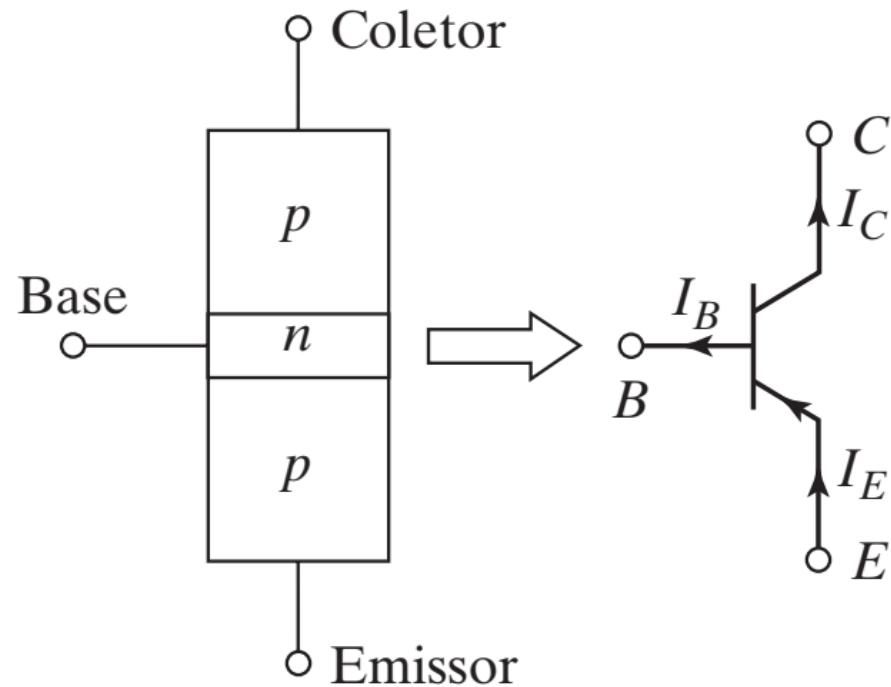 Coletor
p
Base
n
p
Emissor
C
I_C
I_B
B
I_E
E